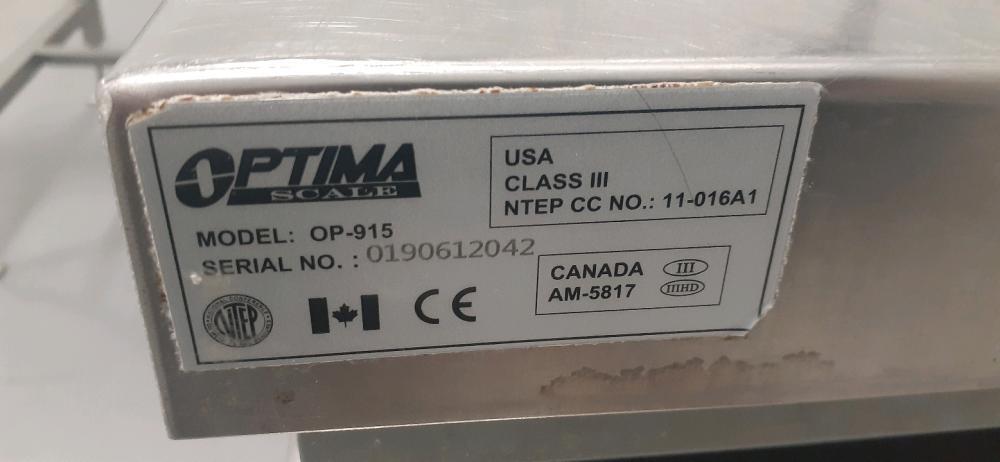 OPTIMA
SCALE
MODEL: OP-915
SERIAL NO. : 0190612042
USA
CLASS III
NTEP CC NO.: 11-016A1
CANADA III
AM-5817 IIIHD
NTEP
CE